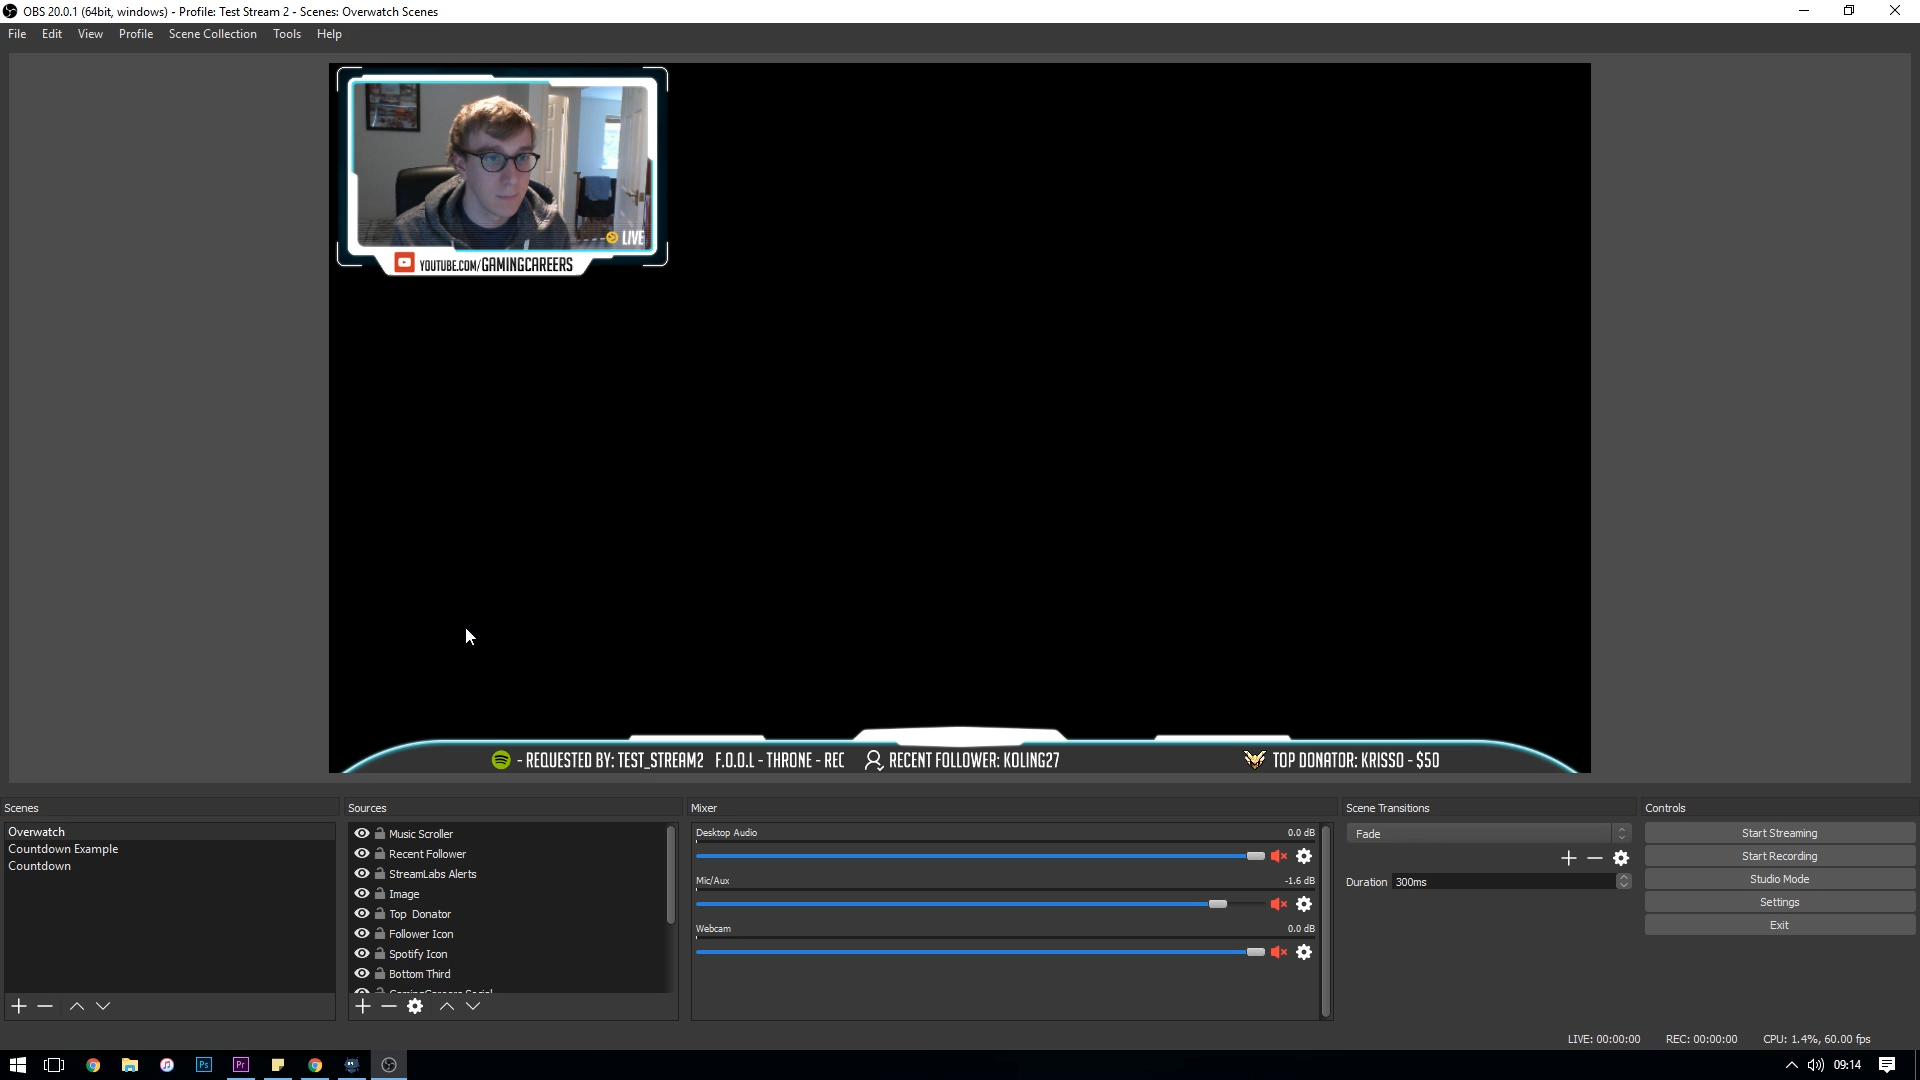 OBS 20.0.1 (64bit, windows) - Profile: Test Stream 2 - Scenes: Overwatch Scenes
File Edit View Profile Scene Collection Tools Help
LIVE
YOUTUBE.COM/GAMINGCAREERS
- REQUESTED BY: TEST_STREAM2 F.O.O.L - THRONE - REC
RECENT FOLLOWER: KOLING27
TOP DONATOR: KRISSO - $50
Scenes
Overwatch
Countdown Example
Countdown
Sources
Music Scroller
Recent Follower
StreamLabs Alerts
Image
Top Donator
Follower Icon
Spotify Icon
Bottom Third
GamingCareers Social
Mixer
Desktop Audio 0.0 dB
Mic/Aux -1.6 dB
Webcam 0.0 dB
Scene Transitions
Fade
Duration 300ms
Controls
Start Streaming
Start Recording
Studio Mode
Settings
Exit
LIVE: 00:00:00 REC: 00:00:00 CPU: 1.4%, 60.00 fps
Ps
Pr
09:14